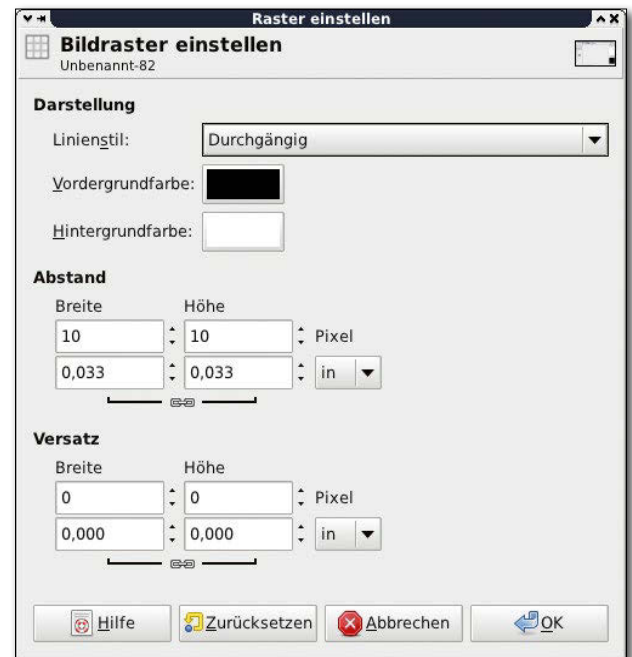 Raster einstellen
Bildraster einstellen
Unbenannt-82
Darstellung
Linienstil: Durchgängig
Vordergrundfarbe:
Hintergrundfarbe:
Abstand
Breite Höhe
10 10 Pixel
0,033 0,033 in
Versatz
Breite Höhe
0 0 Pixel
0,000 0,000 in
Hilfe Zurücksetzen Abbrechen OK